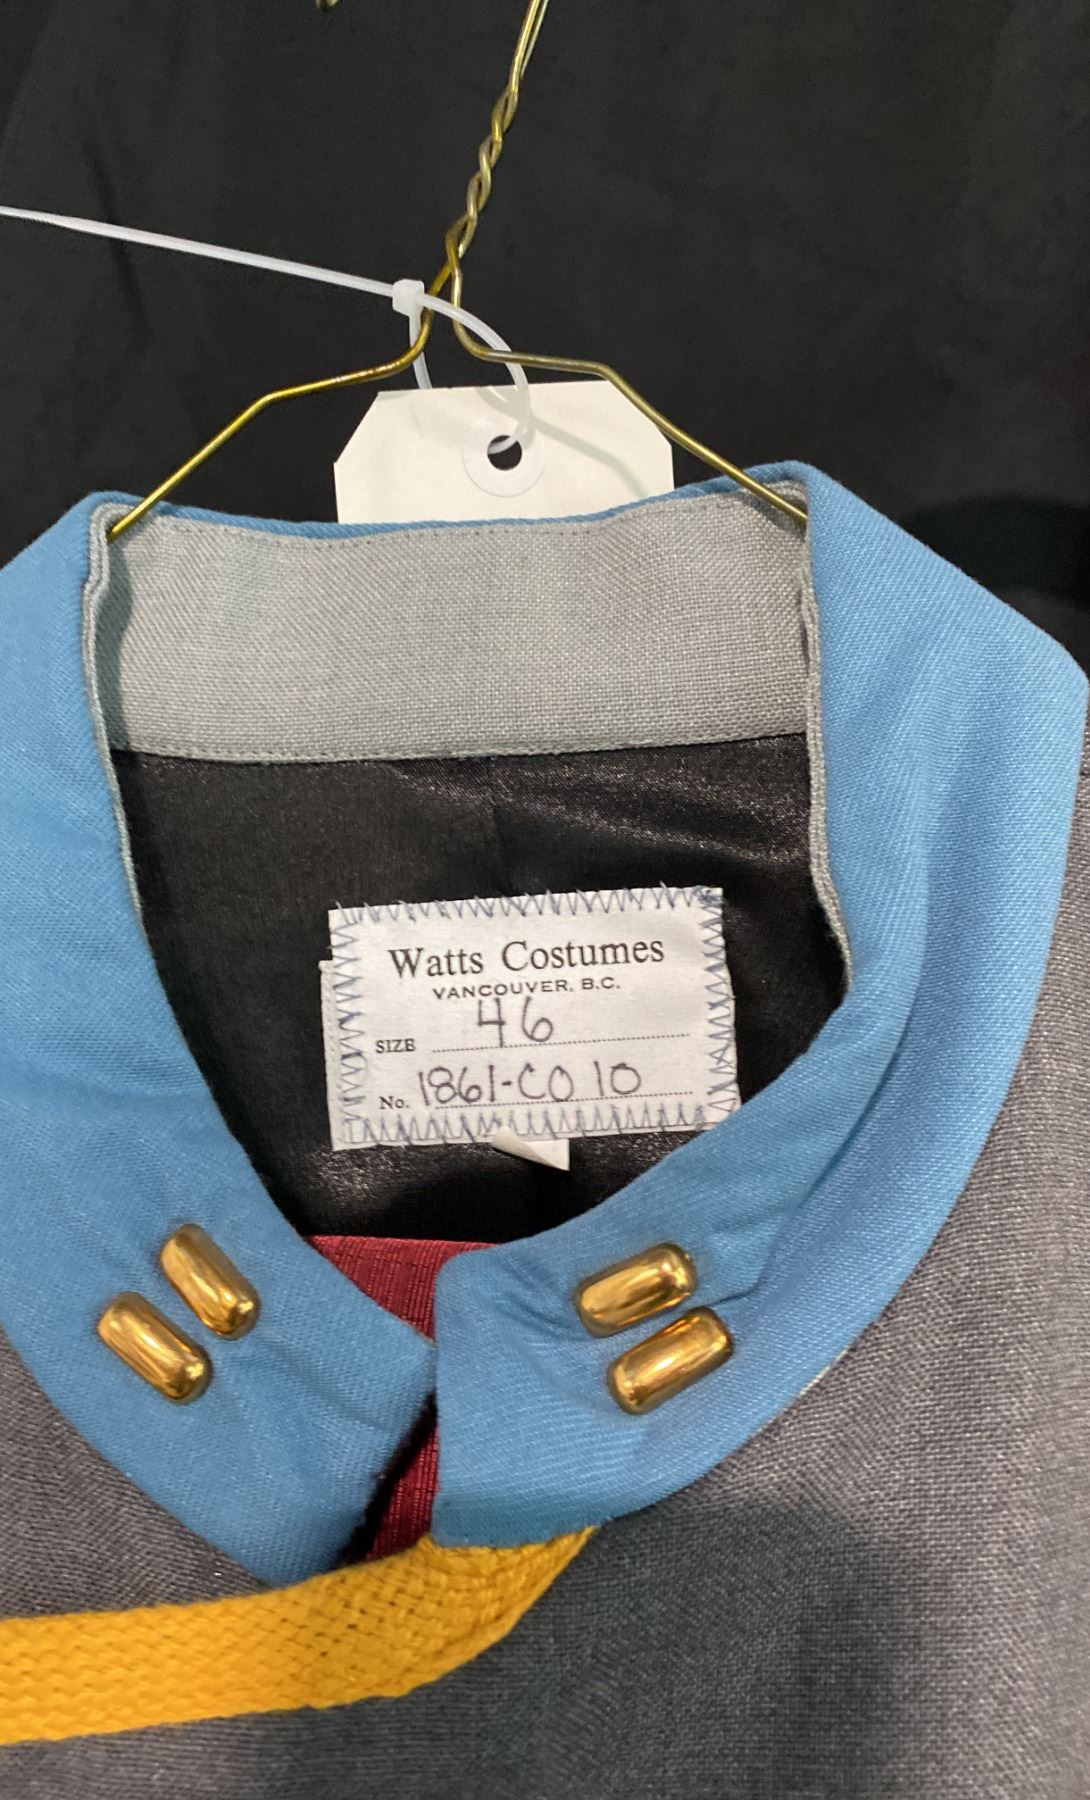 Watts Costumes
VANCOUVER, B.C.
SIZE 46
No. 1861-CO 10